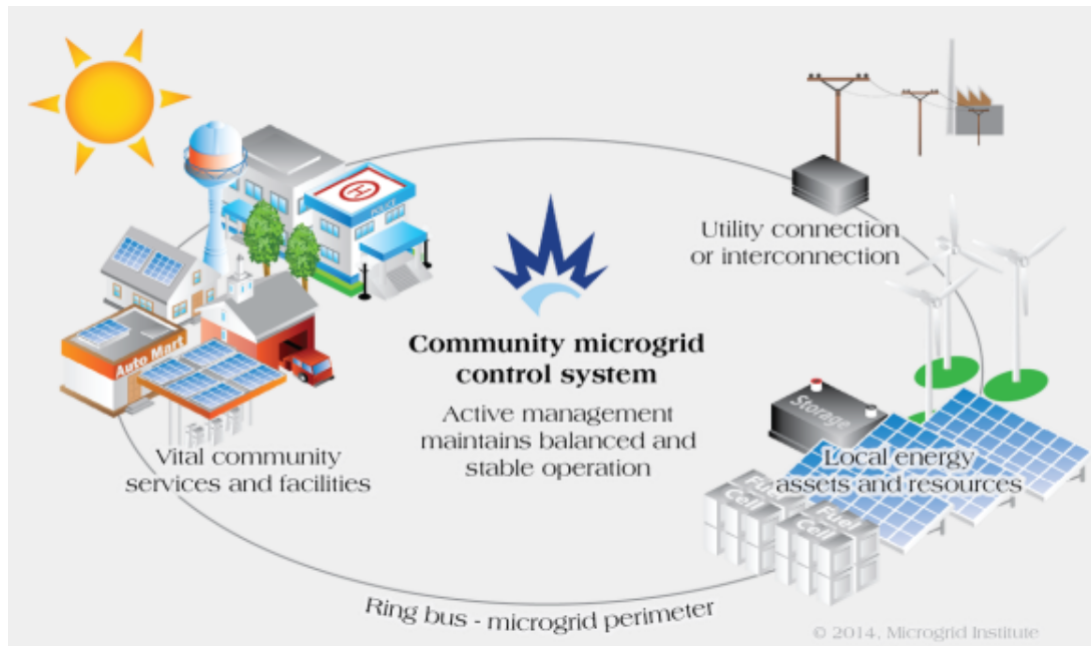 H
POLICE
Utility connection
or interconnection
Community microgrid
control system
Active management
maintains balanced and
stable operation
Auto Mart
Vital community
services and facilities
Storage
Local energy
assets and resources
Fuel
Cell
Fuel
Cell
Ring bus - microgrid perimeter
© 2014, Microgrid Institute